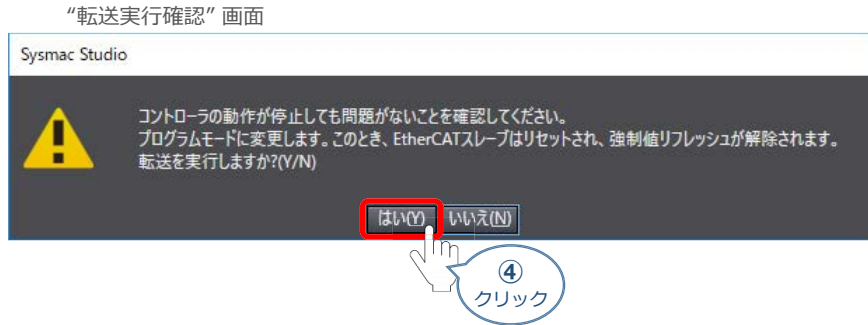 “転送実行確認” 画面
Sysmac Studio
コントローラの動作が停止しても問題がないことを確認してください。
プログラムモードに変更します。このとき、EtherCATスレーブはリセットされ、強制値リフレッシュが解除されます。
転送を実行しますか?(Y/N)
はい(Y) いいえ(N)
④
クリック